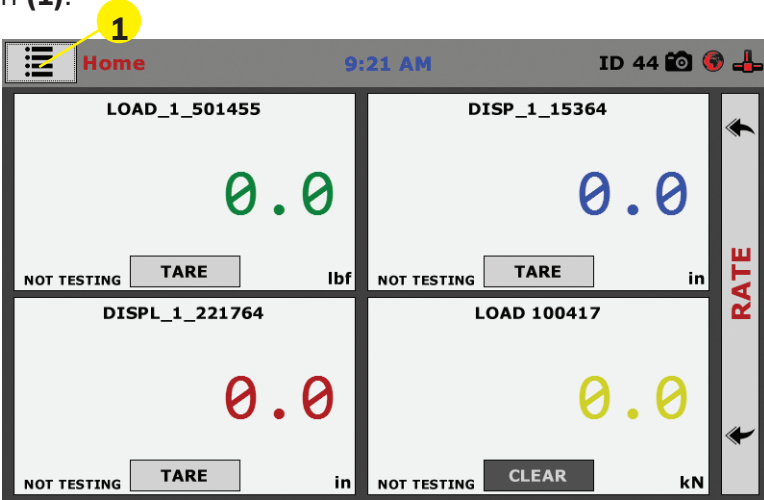 (1).
1
Home 9:21 AM ID 44
LOAD_1_501455
0.0
NOT TESTING TARE lbf
DISP_1_15364
0.0
NOT TESTING TARE in
DISPL_1_221764
0.0
NOT TESTING TARE in
LOAD 100417
0.0
NOT TESTING CLEAR kN
RATE